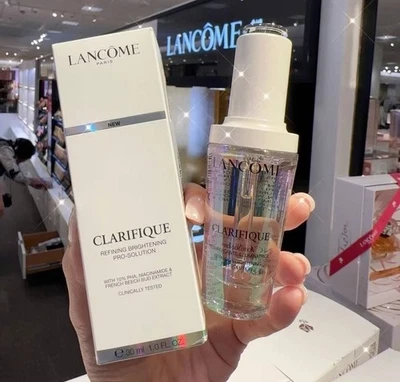 LANCÔME
LANCÔME
PARIS
NEW
CLARIFIQUE
REFINING BRIGHTENING
PRO-SOLUTION
WITH 10% PHA, NIACINAMIDE &
FRENCH BEECH BUD EXTRACT
CLINICALLY TESTED
e 30 ml 1.0 FL.OZ.
LANCÔME
CLARIFIQUE